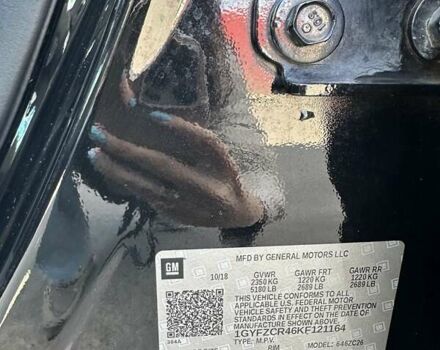 MFD BY GENERAL MOTORS LLC
GM
10/18 GVWR GAWR FRT GAWR RR
2350 KG 1220 KG 1220 KG
5180 LB 2689 LB 2689 LB
THIS VEHICLE CONFORMS TO ALL
APPLICABLE U.S. FEDERAL MOTOR
VEHICLE SAFETY AND THEFT PREVENTION
STANDARDS IN EFFECT ON THE DATE OF
MANUFACTURE SHOWN ABOVE.
1GYFZCR46KF121164
TYPE: M.P.V. MODEL: 646ZC26
RIM